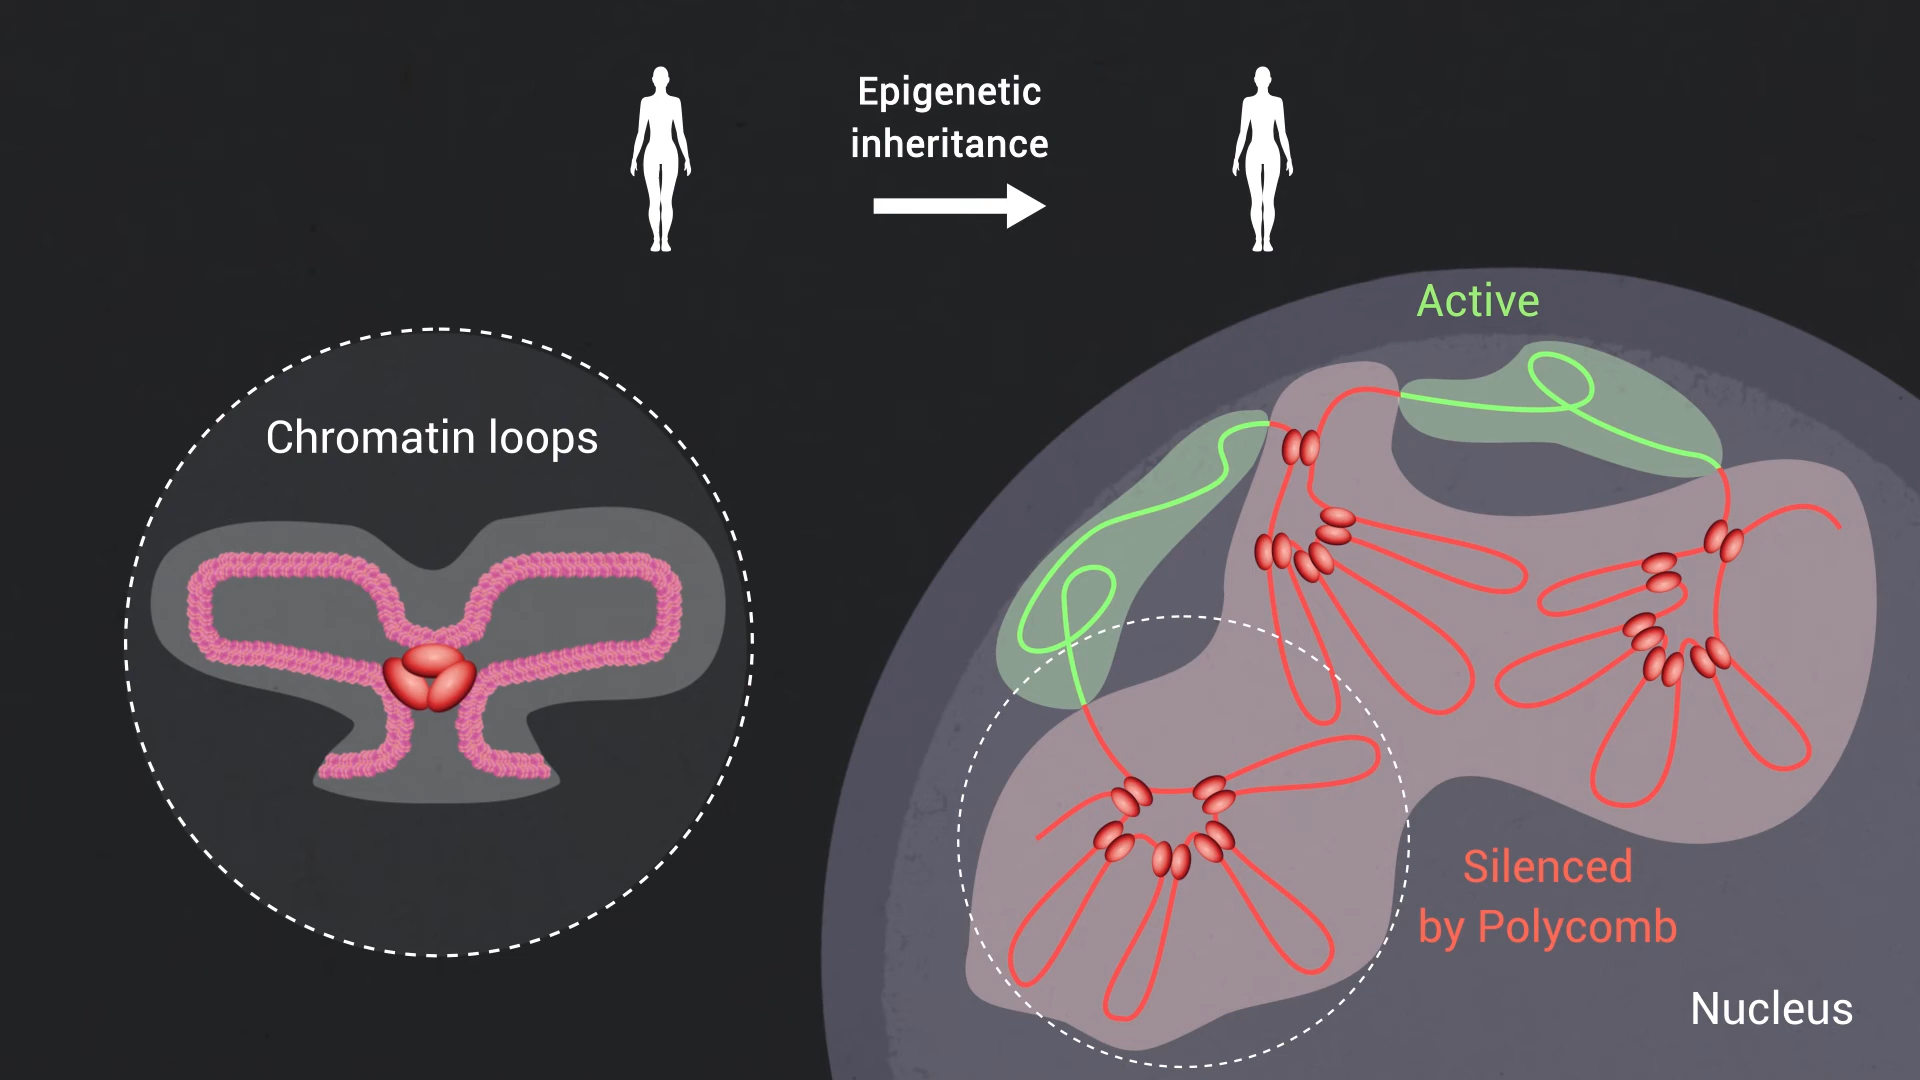 Epigenetic
inheritance
Active
Chromatin loops
Silenced
by Polycomb
Nucleus